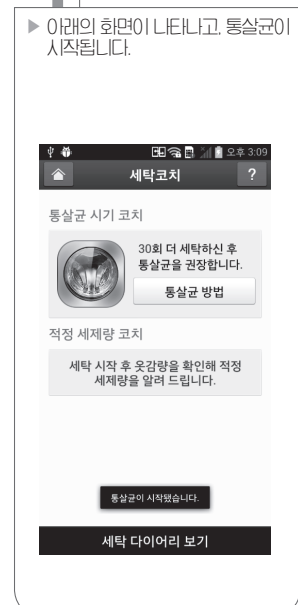 ▶ 아래의 화면이 나타나고, 통살균이
시작됩니다.
오후 3:09
세탁코치 ?
통살균 시기 코치
30회 더 세탁하신 후
통살균을 권장합니다.
통살균 방법
적정 세제량 코치
세탁 시작 후 옷감량을 확인해 적정
세제량을 알려 드립니다.
통살균이 시작됐습니다.
세탁 다이어리 보기